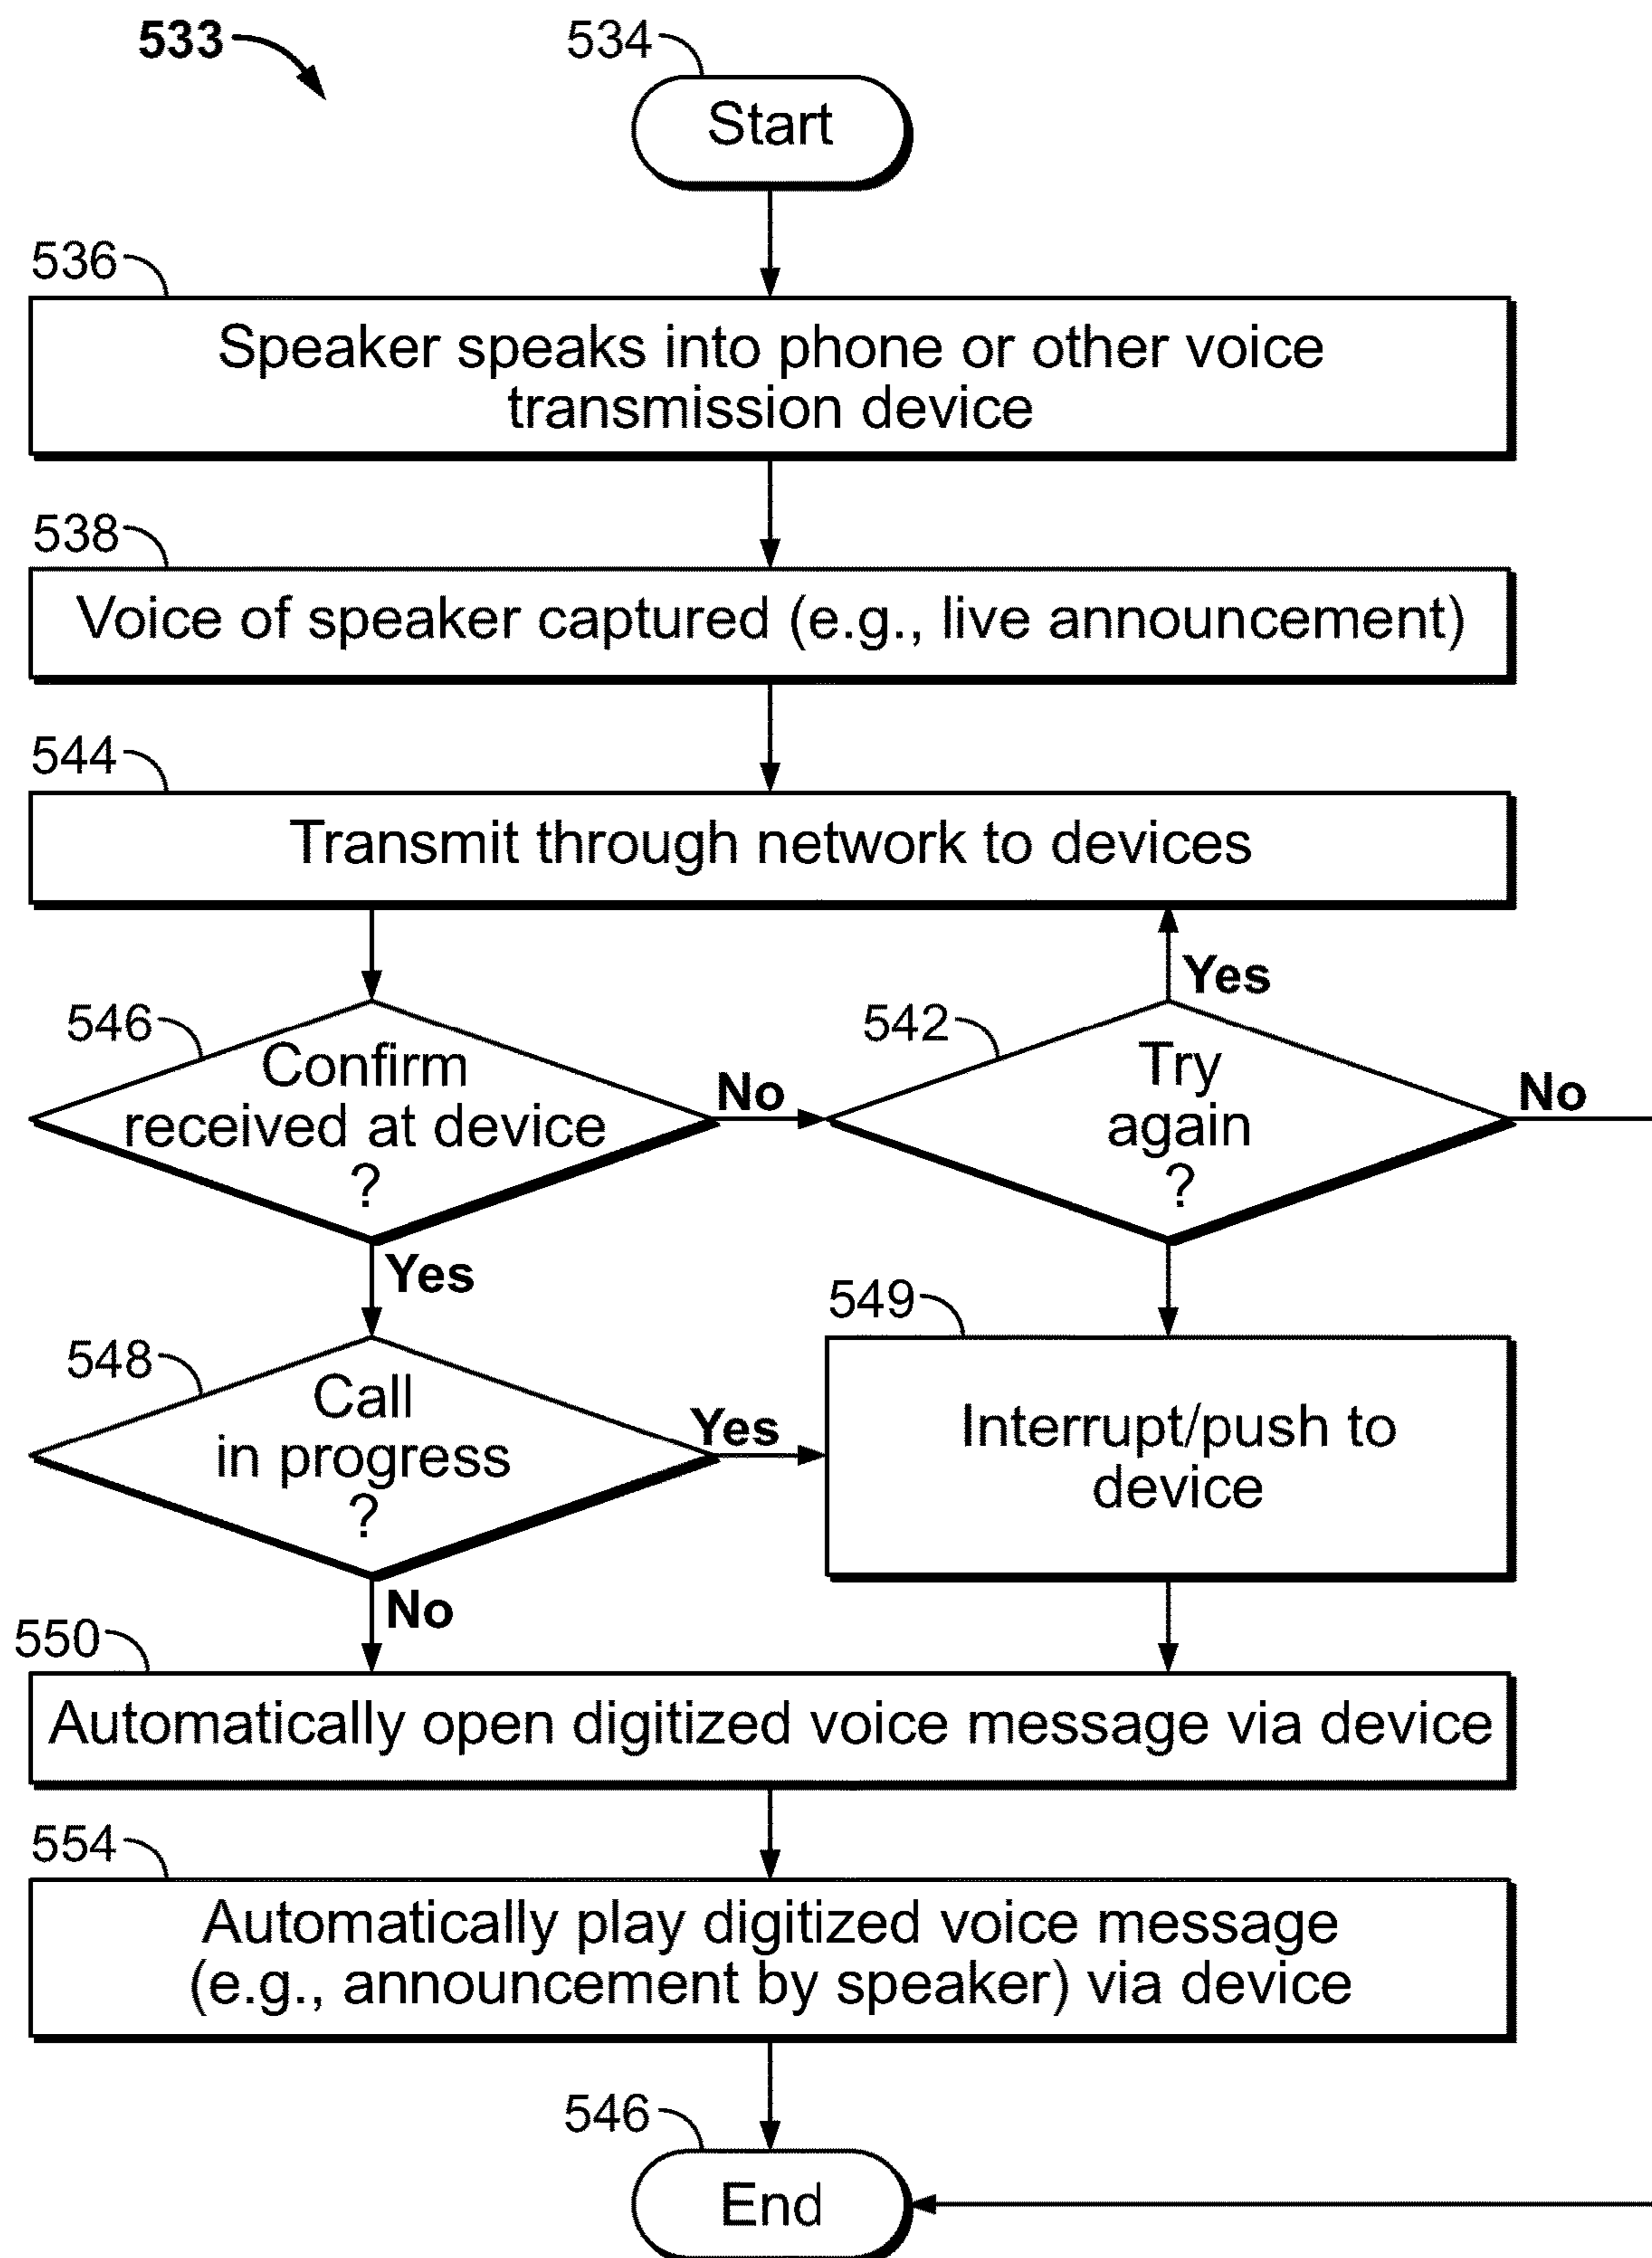 533
534
Start
536
Speaker speaks into phone or other voice
transmission device
538
Voice of speaker captured (e.g., live announcement)
544
Transmit through network to devices
Yes
546
Confirm
received at device
?
No
542
Try
again
?
No
Yes
549
Interrupt/push to
device
548
Call
in progress
?
Yes
No
550
Automatically open digitized voice message via device
554
Automatically play digitized voice message
(e.g., announcement by speaker) via device
546
End